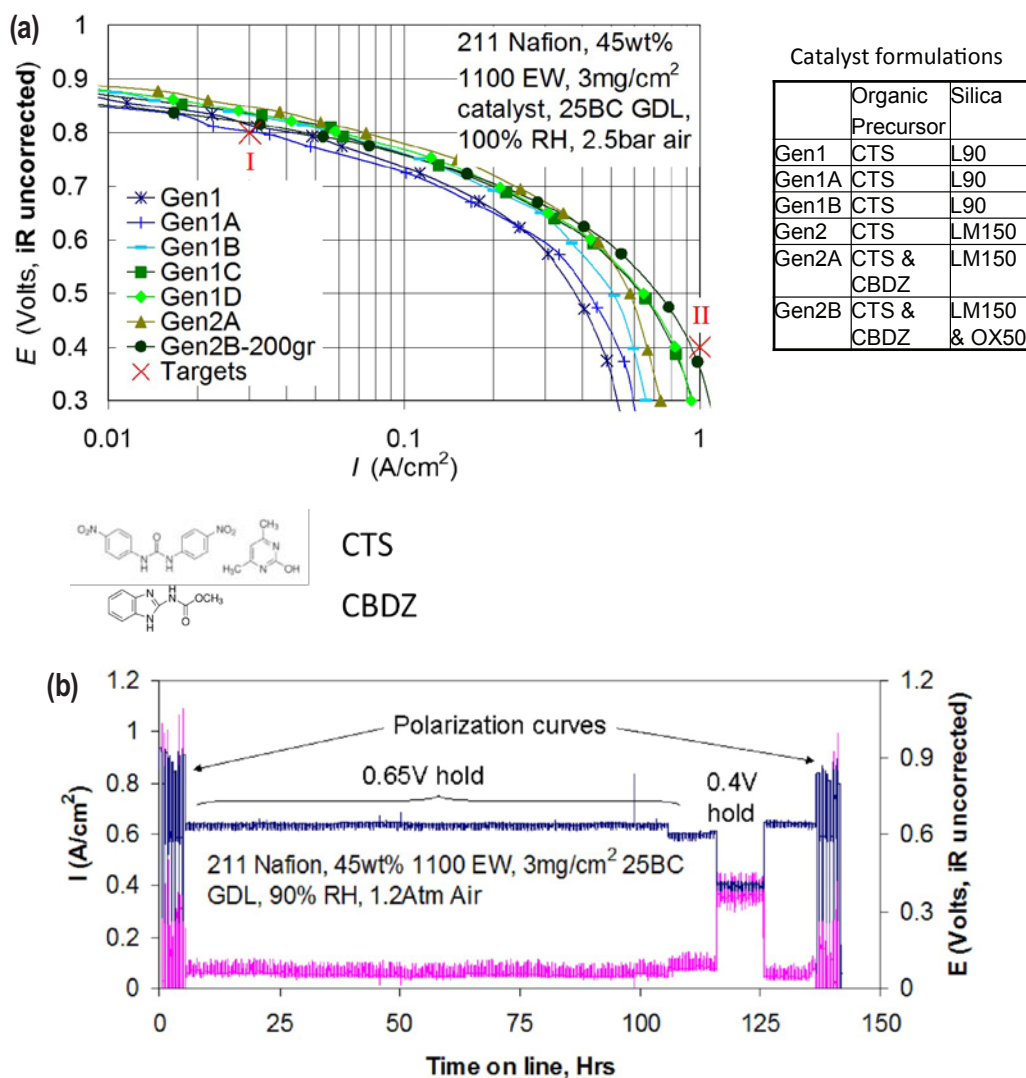 (a)
1
0.9
0.8
0.7
0.6
0.5
0.4
0.3
E (Volts, iR uncorrected)
211 Nafion, 45wt%
1100 EW, 3mg/cm²
catalyst, 25BC GDL,
100% RH, 2.5bar air
I
II
Gen1
Gen1A
Gen1B
Gen1C
Gen1D
Gen2A
Gen2B-200gr
Targets
0.01
0.1
1
I (A/cm²)
Catalyst formulations
Organic Precursor Silica
Gen1 CTS L90
Gen1A CTS L90
Gen1B CTS L90
Gen2 CTS LM150
Gen2A CTS & CBDZ LM150
Gen2B CTS & CBDZ LM150 & OX50
O₂N
O
NO₂
N
H
N
H
CH₃
N
H₃C
N
OH
CTS
N
H
N
OCH₃
N
H
O
CBDZ
(b)
1.2
1
0.8
0.6
0.4
0.2
0
I (A/cm²)
Polarization curves
0.65V hold
0.4V
hold
211 Nafion, 45wt% 1100 EW, 3mg/cm² 25BC
GDL, 90% RH, 1.2Atm Air
1.2
0.9
0.6
0.3
0
E (Volts, iR uncorrected)
0
25
50
75
100
125
150
Time on line, Hrs